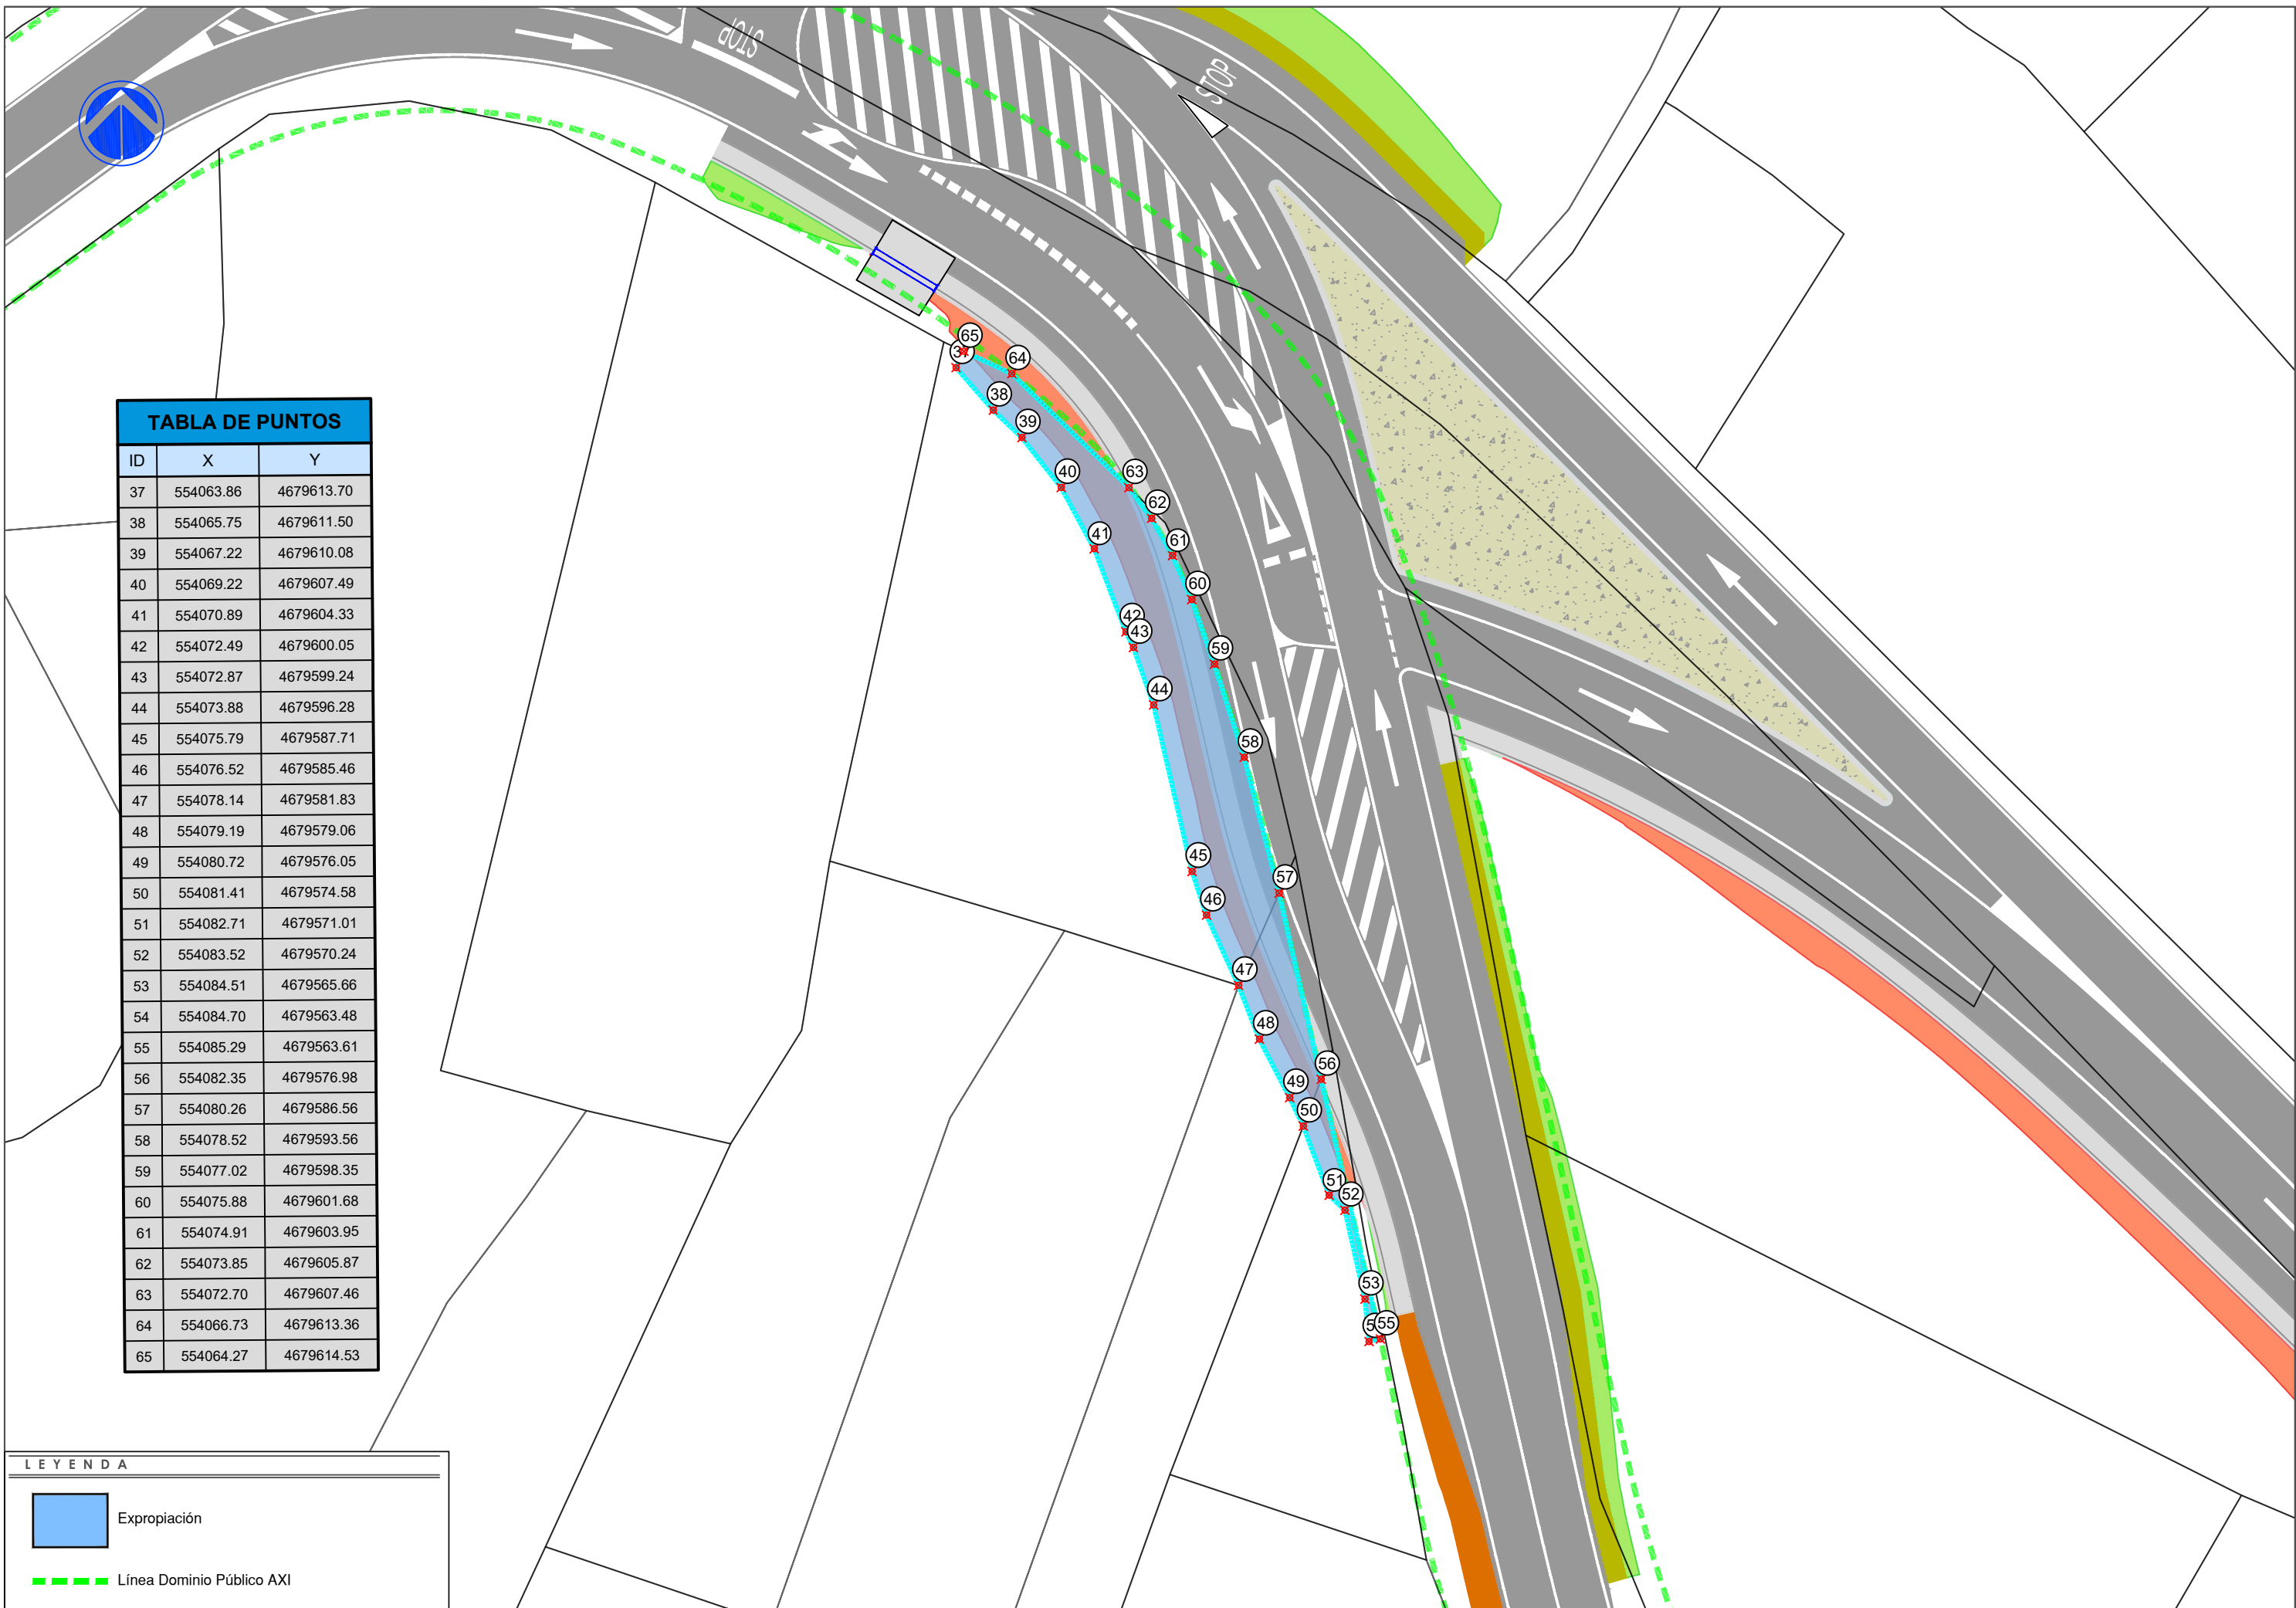 STOP
STOP
65
37
64
38
39
40
63
62
41
61
60
42
43
59
44
58
45
57
46
47
48
56
49
50
51
52
53
55
TABLA DE PUNTOS
ID X Y
37 554063.86 4679613.70
38 554065.75 4679611.50
39 554067.22 4679610.08
40 554069.22 4679607.49
41 554070.89 4679604.33
42 554072.49 4679600.05
43 554072.87 4679599.24
44 554073.88 4679596.28
45 554075.79 4679587.71
46 554076.52 4679585.46
47 554078.14 4679581.83
48 554079.19 4679579.06
49 554080.72 4679576.05
50 554081.41 4679574.58
51 554082.71 4679571.01
52 554083.52 4679570.24
53 554084.51 4679565.66
54 554084.70 4679563.48
55 554085.29 4679563.61
56 554082.35 4679576.98
57 554080.26 4679586.56
58 554078.52 4679593.56
59 554077.02 4679598.35
60 554075.88 4679601.68
61 554074.91 4679603.95
62 554073.85 4679605.87
63 554072.70 4679607.46
64 554066.73 4679613.36
65 554064.27 4679614.53
LEYENDA
Expropiación
Línea Dominio Público AXI